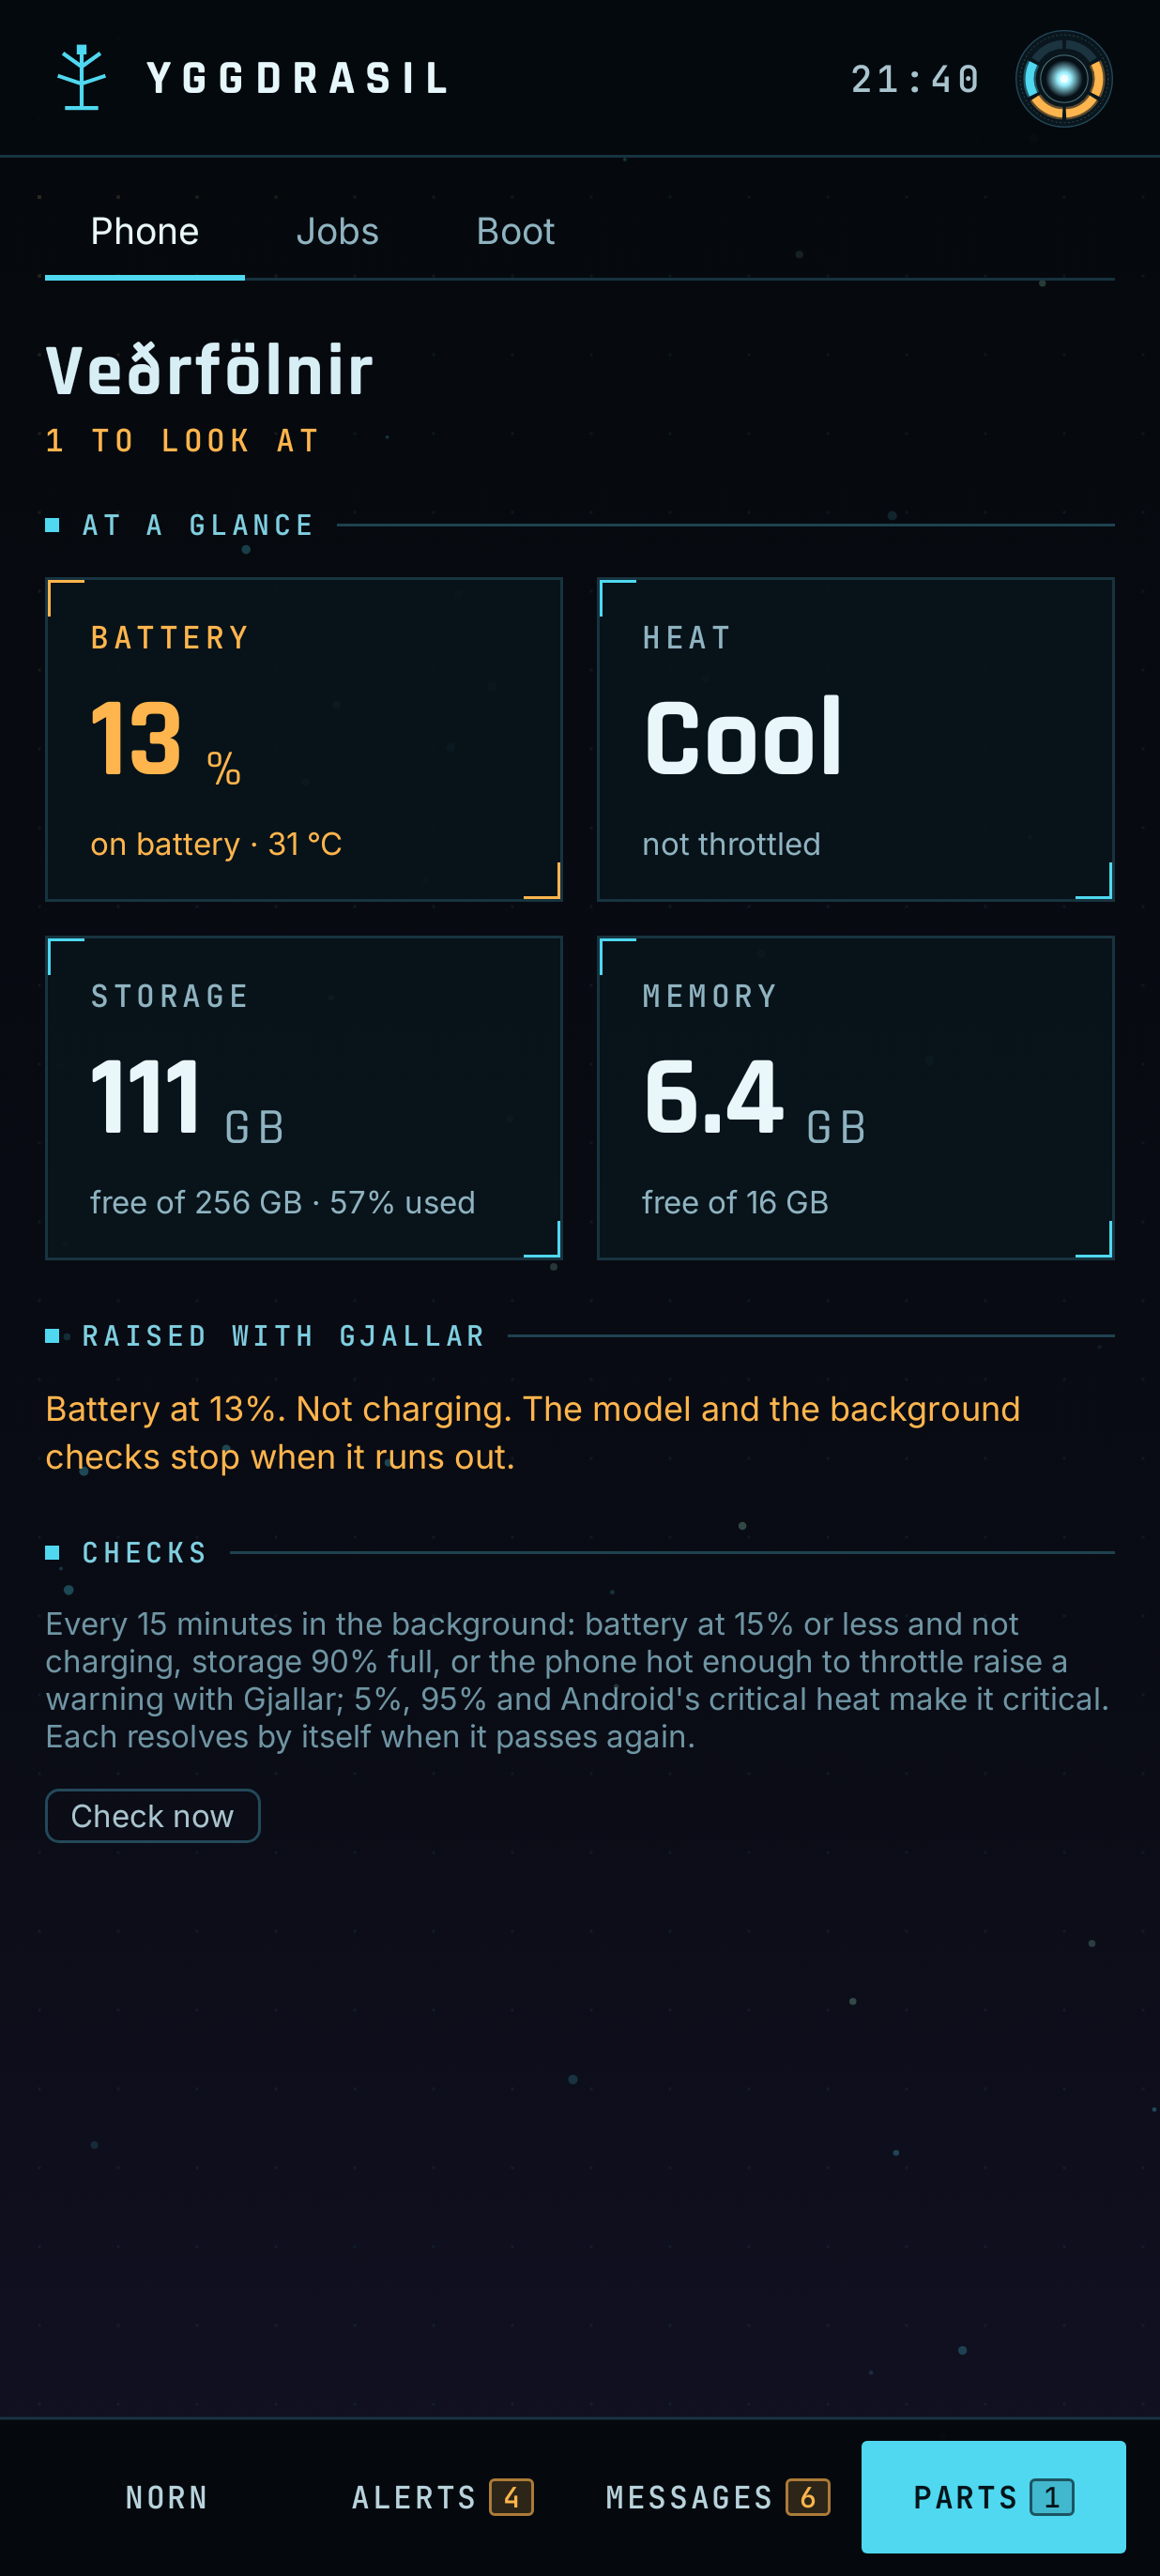 YGGDRASIL
21:40
Phone Jobs Boot
Veðrfölnir
1 TO LOOK AT
AT A GLANCE
BATTERY
13 %
on battery · 31 °C
HEAT
Cool
not throttled
STORAGE
111 GB
free of 256 GB · 57% used
MEMORY
6.4 GB
free of 16 GB
RAISED WITH GJALLAR
Battery at 13%. Not charging. The model and the background
checks stop when it runs out.
CHECKS
Every 15 minutes in the background: battery at 15% or less and not
charging, storage 90% full, or the phone hot enough to throttle raise a
warning with Gjallar; 5%, 95% and Android's critical heat make it critical.
Each resolves by itself when it passes again.
Check now
NORN ALERTS 4 MESSAGES 6 PARTS 1